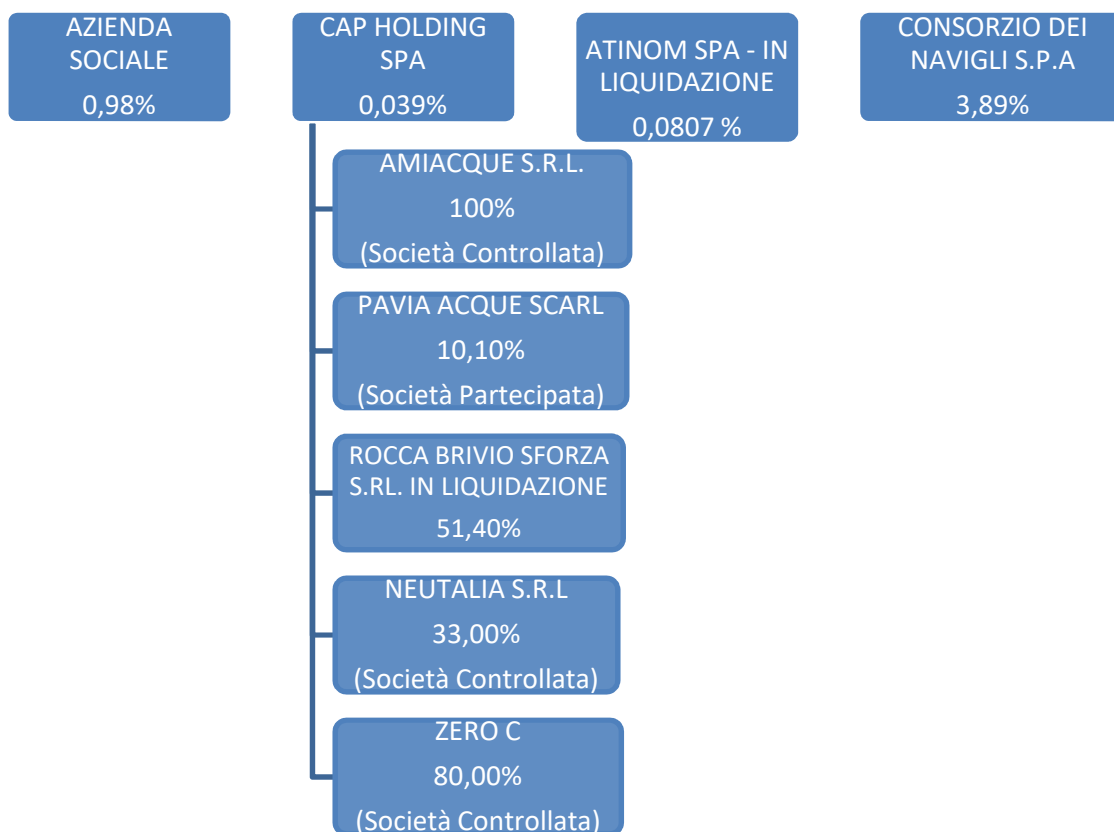 AZIENDA
SOCIALE
0,98%
CAP HOLDING
SPA
0,039%
ATINOM SPA - IN
LIQUIDAZIONE
0,0807 %
CONSORZIO DEI
NAVIGLI S.P.A
3,89%
AMIACQUE S.R.L.
100%
(Società Controllata)
PAVIA ACQUE SCARL
10,10%
(Società Partecipata)
ROCCA BRIVIO SFORZA
S.RL. IN LIQUIDAZIONE
51,40%
NEUTALIA S.R.L
33,00%
(Società Controllata)
ZERO C
80,00%
(Società Controllata)